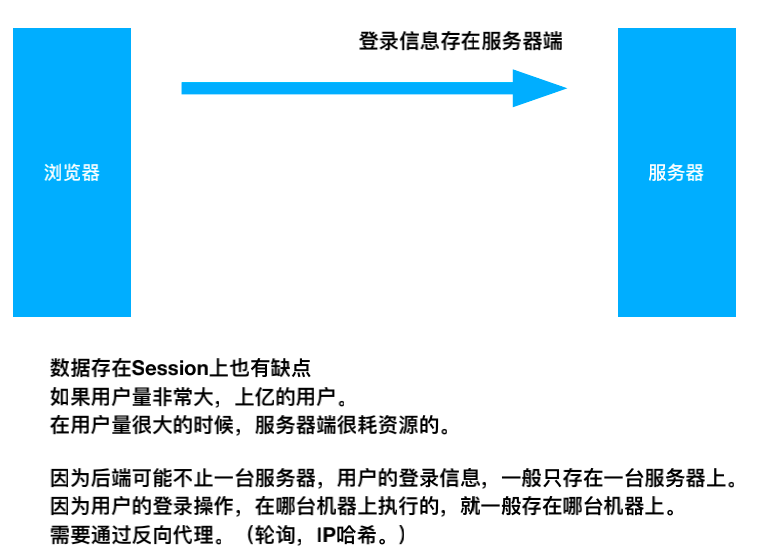 登录信息存在服务器端
浏览器
服务器
数据存在Session上也有缺点
如果用户量非常大，上亿的用户。
在用户量很大的时候，服务器端很耗资源的。
因为后端可能不止一台服务器，用户的登录信息，一般只存在一台服务器上。
因为用户的登录操作，在哪台机器上执行的，就一般存在哪台机器上。
需要通过反向代理。（轮询，IP哈希。）